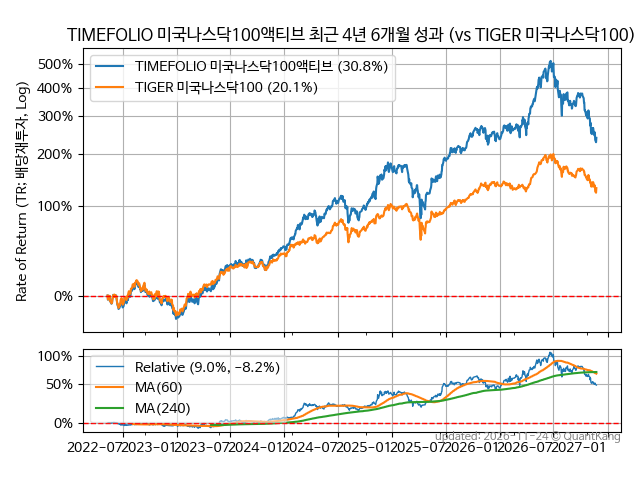 TIMEFOLIO 미국나스닥100액티브 최근 4년 6개월 성과 (vs TIGER 미국나스닥100)
Rate of Return (TR: 배당재투자, Log)
500%
400%
300%
200%
100%
0%
TIMEFOLIO 미국나스닥100액티브 (30.8%)
TIGER 미국나스닥100 (20.1%)
100%
50%
0%
Relative (9.0%, -8.2%)
MA(60)
MA(240)
2022-07 2023-01 2023-07 2024-01 2024-07 2025-01 2025-07 2026-01 2026-07 2027-01
updated: 2026-11-24 © QuantKang